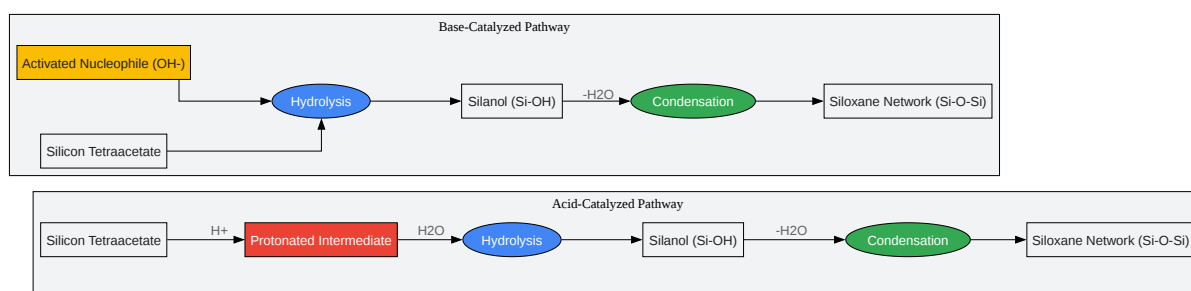 Base-Catalyzed Pathway
Activated Nucleophile (OH-)
Hydrolysis
Silanol (Si-OH)
-H2O
Condensation
Siloxane Network (Si-O-Si)
Silicon Tetraacetate
Acid-Catalyzed Pathway
Silicon Tetraacetate
H+
Protonated Intermediate
H2O
Hydrolysis
Silanol (Si-OH)
-H2O
Condensation
Siloxane Network (Si-O-Si)